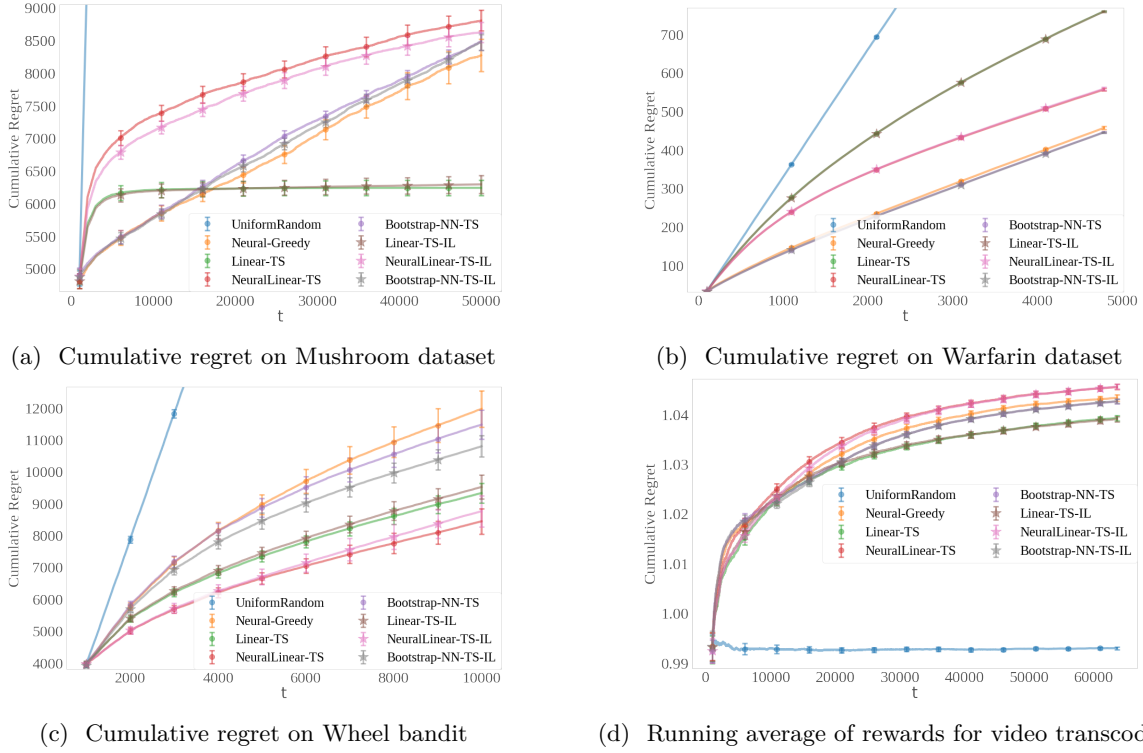 9000
8500
8000
7500
7000
6500
6000
5500
5000
Cumulative Regret
0 10000 20000 30000 40000 50000
t
UniformRandom
Neural-Greedy
Linear-TS
NeuralLinear-TS
Bootstrap-NN-TS
Linear-TS-IL
NeuralLinear-TS-IL
Bootstrap-NN-TS-IL
(a) Cumulative regret on Mushroom dataset
700
600
500
400
300
200
100
Cumulative Regret
100 1100 2100 3100 4100 5100
t
UniformRandom
Neural-Greedy
Linear-TS
NeuralLinear-TS
Bootstrap-NN-TS
Linear-TS-IL
NeuralLinear-TS-IL
Bootstrap-NN-TS-IL
(b) Cumulative regret on Warfarin dataset
12000
11000
10000
9000
8000
7000
6000
5000
4000
Cumulative Regret
2000 4000 6000 8000 10000
t
UniformRandom
Neural-Greedy
Linear-TS
NeuralLinear-TS
Bootstrap-NN-TS
Linear-TS-IL
NeuralLinear-TS-IL
Bootstrap-NN-TS-IL
(c) Cumulative regret on Wheel bandit
1.04
1.03
1.02
1.01
1.00
0.99
Cumulative Regret
0 10000 20000 30000 40000 50000 60000
t
UniformRandom
Neural-Greedy
Linear-TS
NeuralLinear-TS
Bootstrap-NN-TS
Linear-TS-IL
NeuralLinear-TS-IL
Bootstrap-NN-TS-IL
(d) Running average of rewards for video transcod